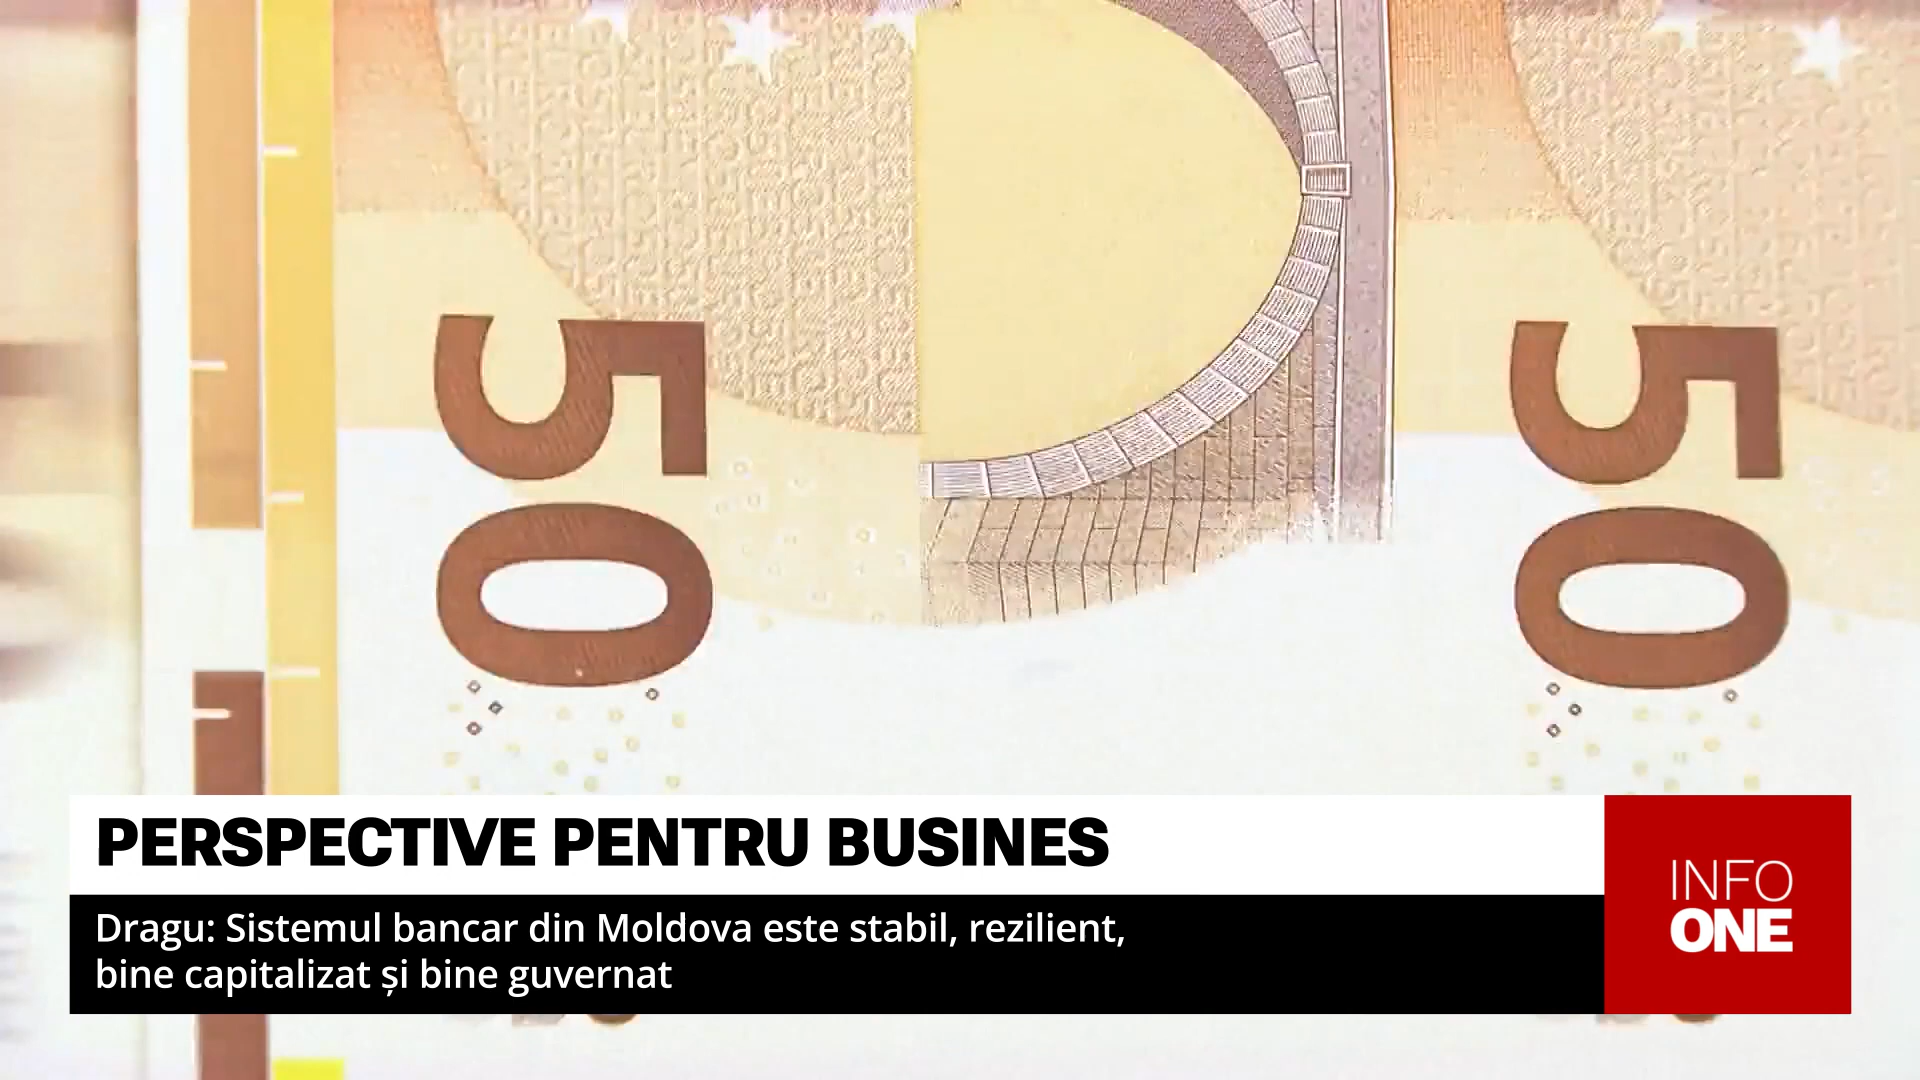 50
50
PERSPECTIVE PENTRU BUSINES
Dragu: Sistemul bancar din Moldova este stabil, rezilient,
bine capitalizat și bine guvernat
INFO
ONE